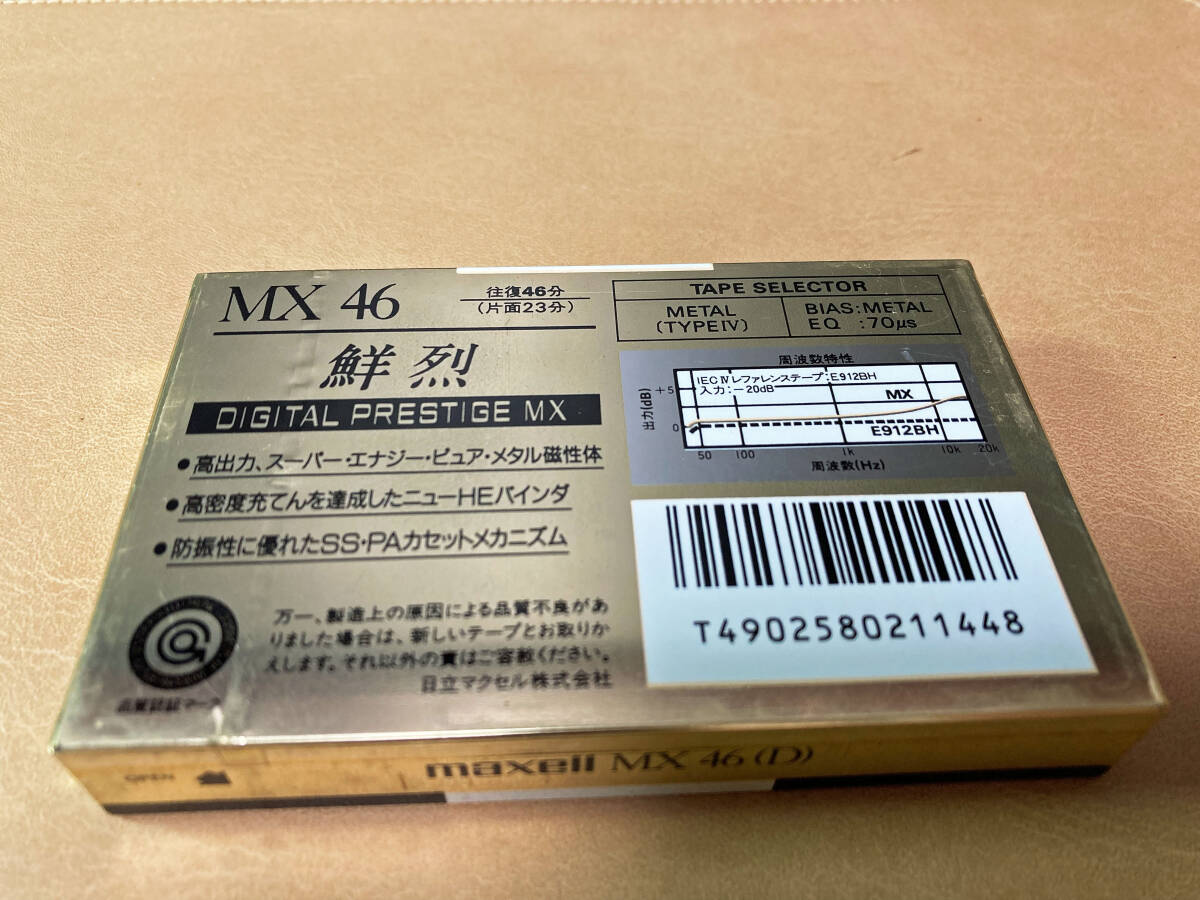 MX 46
往復46分
(片面23分)
鮮烈
DIGITAL PRESTIGE MX
●高出力、スーパー・エナジー・ピュア・メタル磁性体
●高密度充てんを達成したニューHEバインダ
●防振性に優れたSS・PAカセットメカニズム
万一、製造上の原因による品質不良があ
りました場合は、新しいテープとお取りか
えします。それ以外の責はご容赦ください。
日立マクセル株式会社
TAPE SELECTOR
METAL
(TYPEⅣ)
BIAS:METAL
EQ :70μs
周波数特性
IEC Ⅳ レファレンステープ:E912BH
入力:-20dB
MX
E912BH
出力(dB)
+5
0
50 100 1k 10k 20k
周波数(Hz)
T4902580211448
品質認証マーク
OPEN
maxell MX 46 (D)